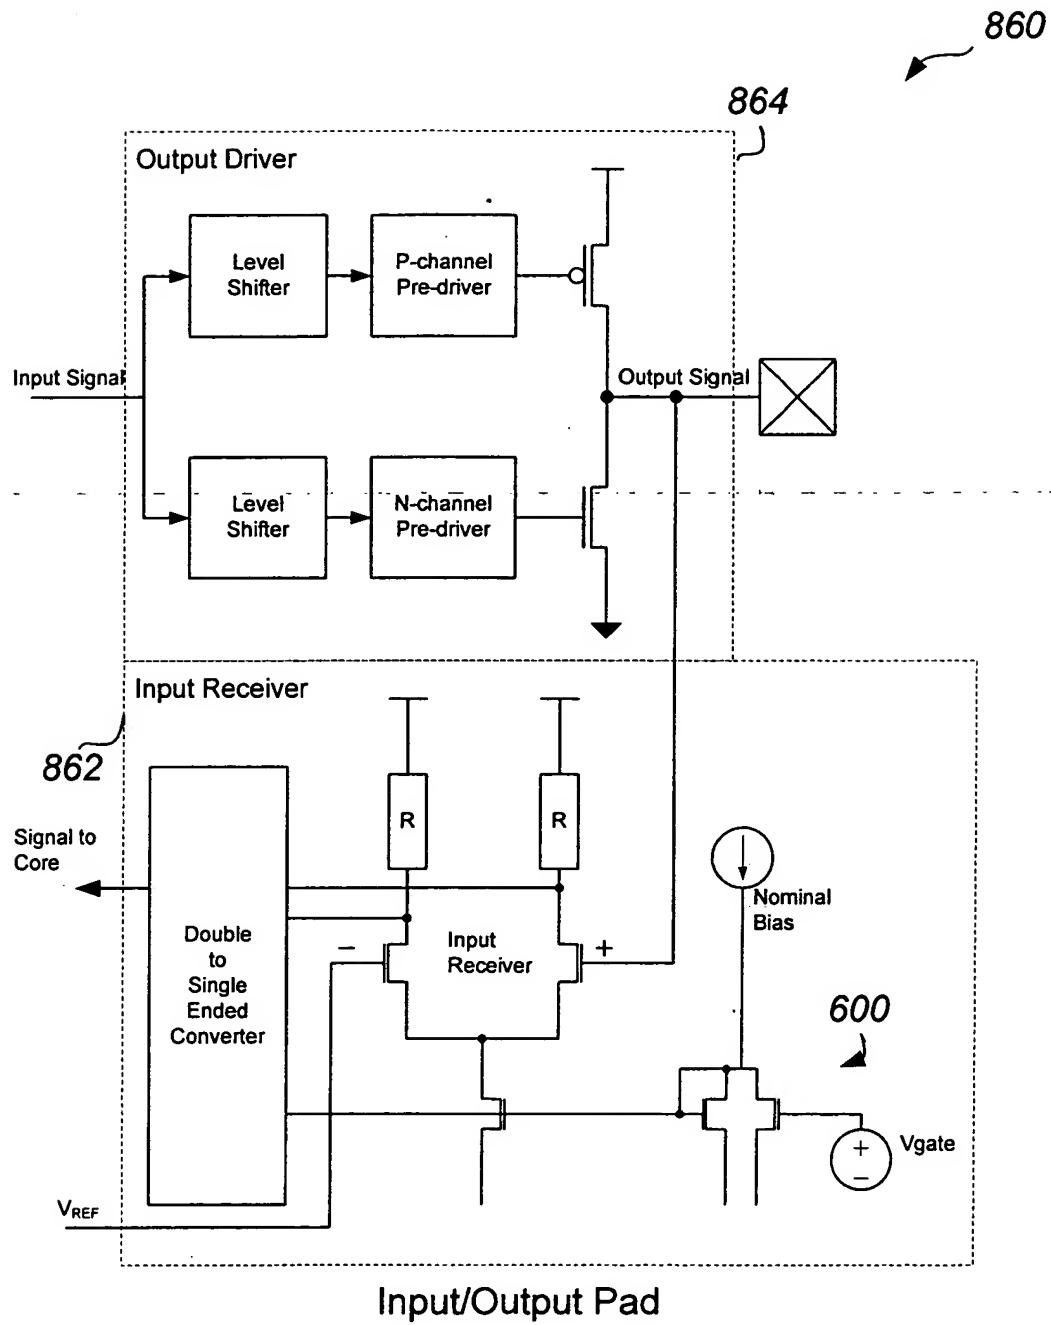 860
864
Output Driver
Level
Shifter
P-channel
Pre-driver
Input Signal
Output Signal
Level
Shifter
N-channel
Pre-driver
Input Receiver
862
R
R
Signal to
Core
Nominal
Bias
Double
to
Single
Ended
Converter
−
Input
Receiver
+
600
Vgate
+
−
VREF
Input/Output Pad